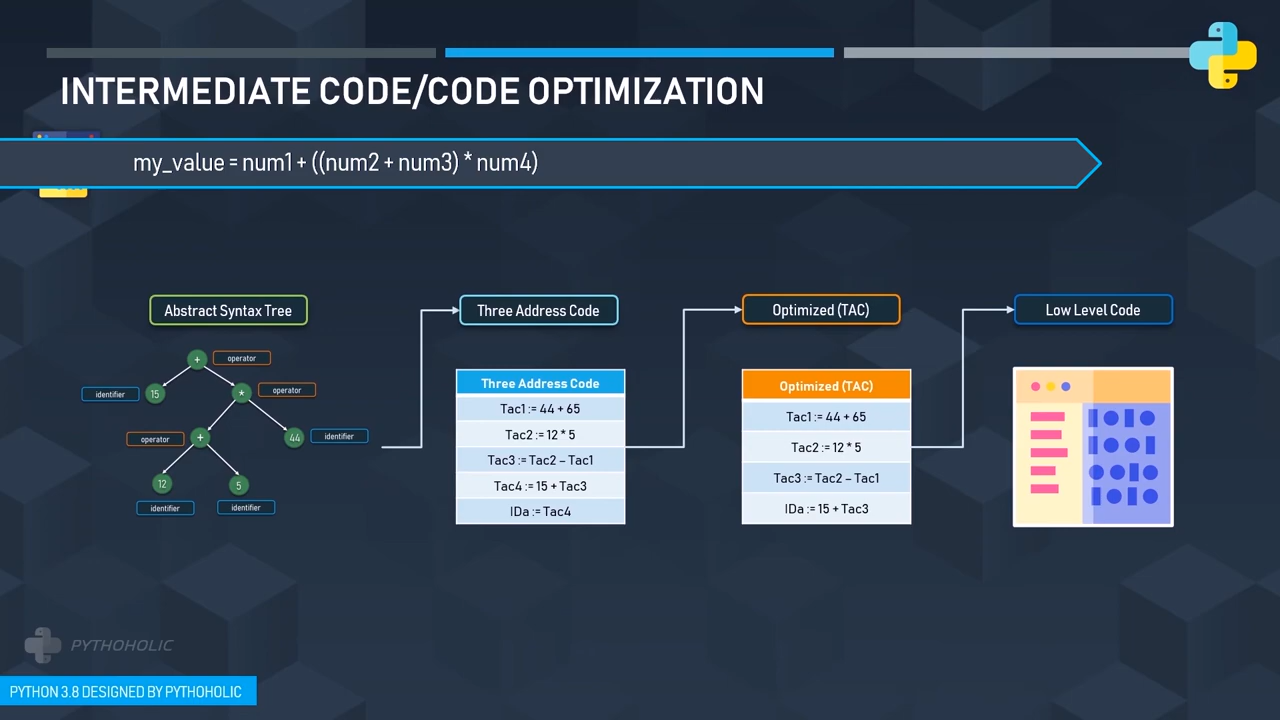 INTERMEDIATE CODE/CODE OPTIMIZATION
my_value = num1 + ((num2 + num3) * num4)
Abstract Syntax Tree
+
operator
identifier
15
*
operator
operator
+
44
identifier
12
5
identifier
identifier
Three Address Code
Three Address Code
Tac1 := 44 + 65
Tac2 := 12 * 5
Tac3 := Tac2 – Tac1
Tac4 := 15 + Tac3
IDa := Tac4
Optimized (TAC)
Optimized (TAC)
Tac1 := 44 + 65
Tac2 := 12 * 5
Tac3 := Tac2 – Tac1
IDa := 15 + Tac3
Low Level Code
PYTHOHOLIC
PYTHON 3.8 DESIGNED BY PYTHOHOLIC